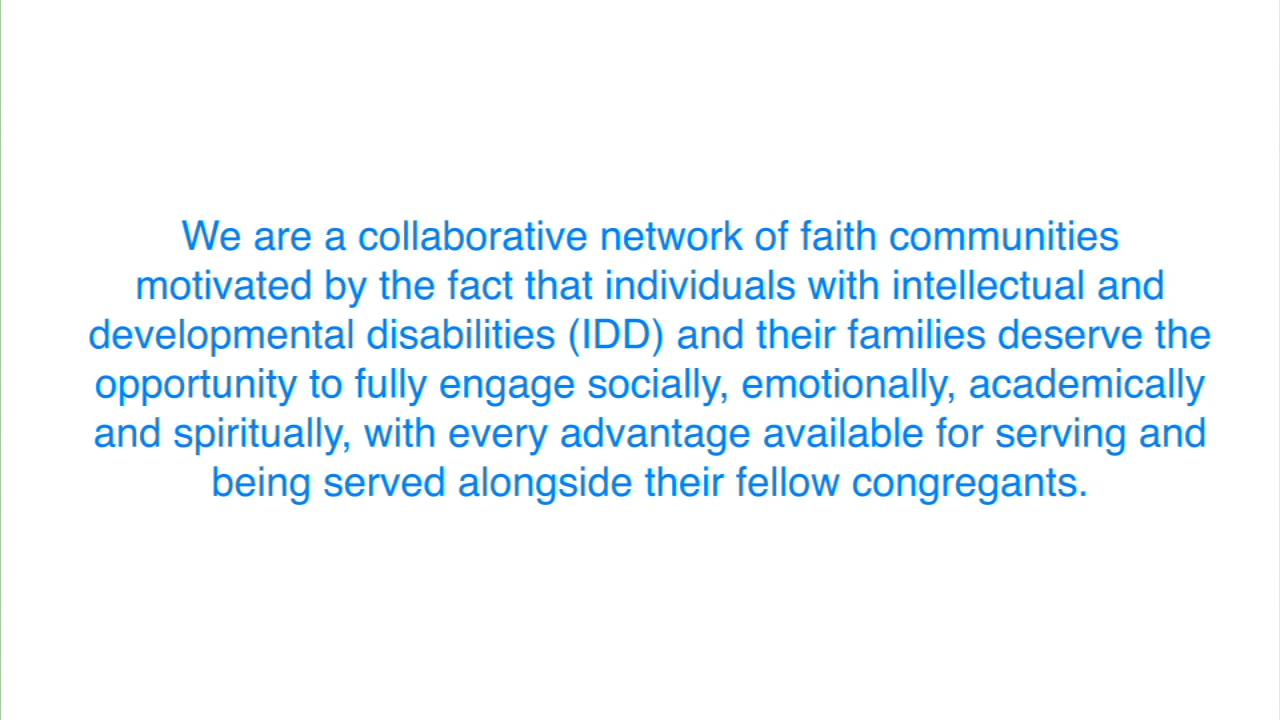 We are a collaborative network of faith communities
motivated by the fact that individuals with intellectual and
developmental disabilities (IDD) and their families deserve the
opportunity to fully engage socially, emotionally, academically
and spiritually, with every advantage available for serving and
being served alongside their fellow congregants.